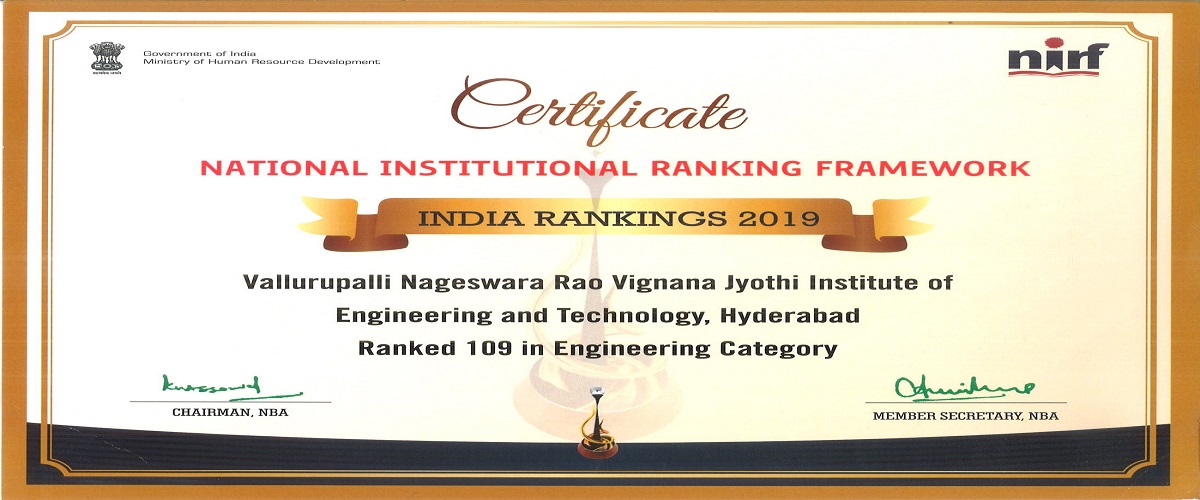 Government of India
Ministry of Human Resource Development
nirf
Certificate
NATIONAL INSTITUTIONAL RANKING FRAMEWORK
INDIA RANKINGS 2019
Vallurupalli Nageswara Rao Vignana Jyothi Institute of
Engineering and Technology, Hyderabad
Ranked 109 in Engineering Category
CHAIRMAN, NBA
MEMBER SECRETARY, NBA